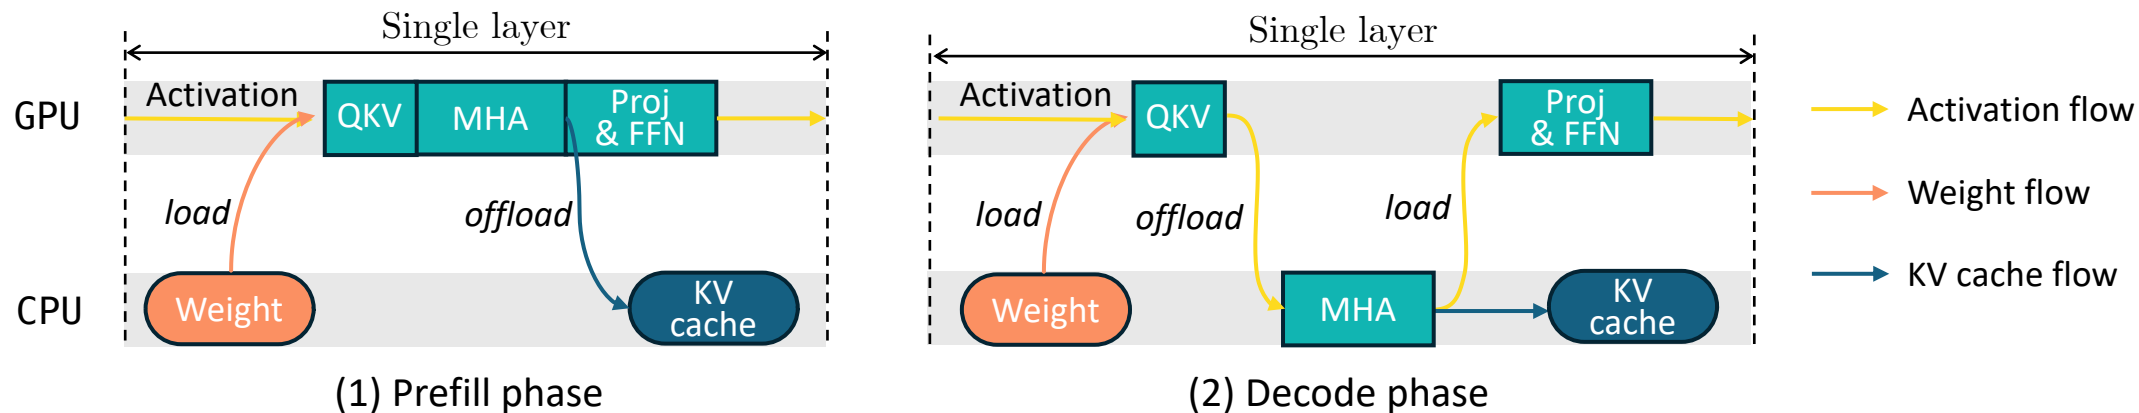 Single layer
Single layer
GPU
Activation
QKV
MHA
Proj
& FFN
Activation
QKV
Proj
& FFN
Activation flow
load
offload
load
offload
load
Weight flow
CPU
Weight
KV
cache
Weight
MHA
KV
cache
KV cache flow
(1) Prefill phase
(2) Decode phase